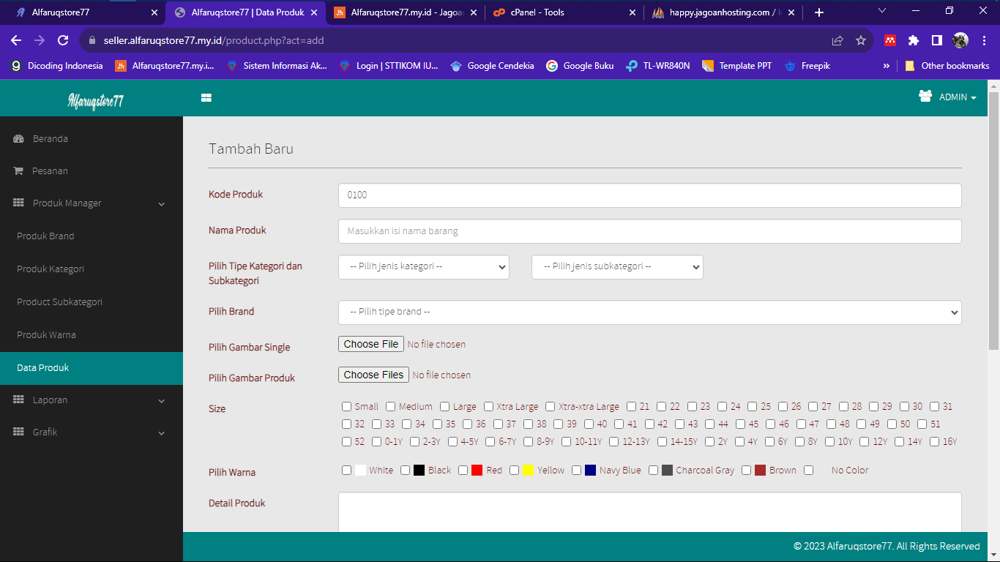 Alfaruqstore77
Alfaruqstore77 | Data Produk
Alfaruqstore77.my.id - Jagoan
cPanel - Tools
happy.jagoanhosting.com / l
seller.alfaruqstore77.my.id/product.php?act=add
Dicoding Indonesia
Alfaruqstore77.my.i...
Sistem Informasi Ak...
Login | STTIKOM IU...
Google Cendekia
Google Buku
TL-WR840N
Template PPT
Freepik
»
Other bookmarks
Alfaruqstore77
ADMIN
Beranda
Pesanan
Produk Manager
Produk Brand
Produk Kategori
Product Subkategori
Produk Warna
Data Produk
Laporan
Grafik
Tambah Baru
Kode Produk
0100
Nama Produk
Masukkan isi nama barang
Pilih Tipe Kategori dan
Subkategori
-- Pilih jenis kategori --
-- Pilih jenis subkategori --
Pilih Brand
-- Pilih tipe brand --
Pilih Gambar Single
Choose File No file chosen
Pilih Gambar Produk
Choose Files No file chosen
Size
Small Medium Large Xtra Large Xtra-xtra Large 21 22 23 24 25 26 27 28 29 30 31
32 33 34 35 36 37 38 39 40 41 42 43 44 45 46 47 48 49 50 51
52 0-1Y 2-3Y 4-5Y 6-7Y 8-9Y 10-11Y 12-13Y 14-15Y 2Y 4Y 6Y 8Y 10Y 12Y 14Y 16Y
Pilih Warna
White Black Red Yellow Navy Blue Charcoal Gray Brown No Color
Detail Produk
© 2023 Alfaruqstore77. All Rights Reserved